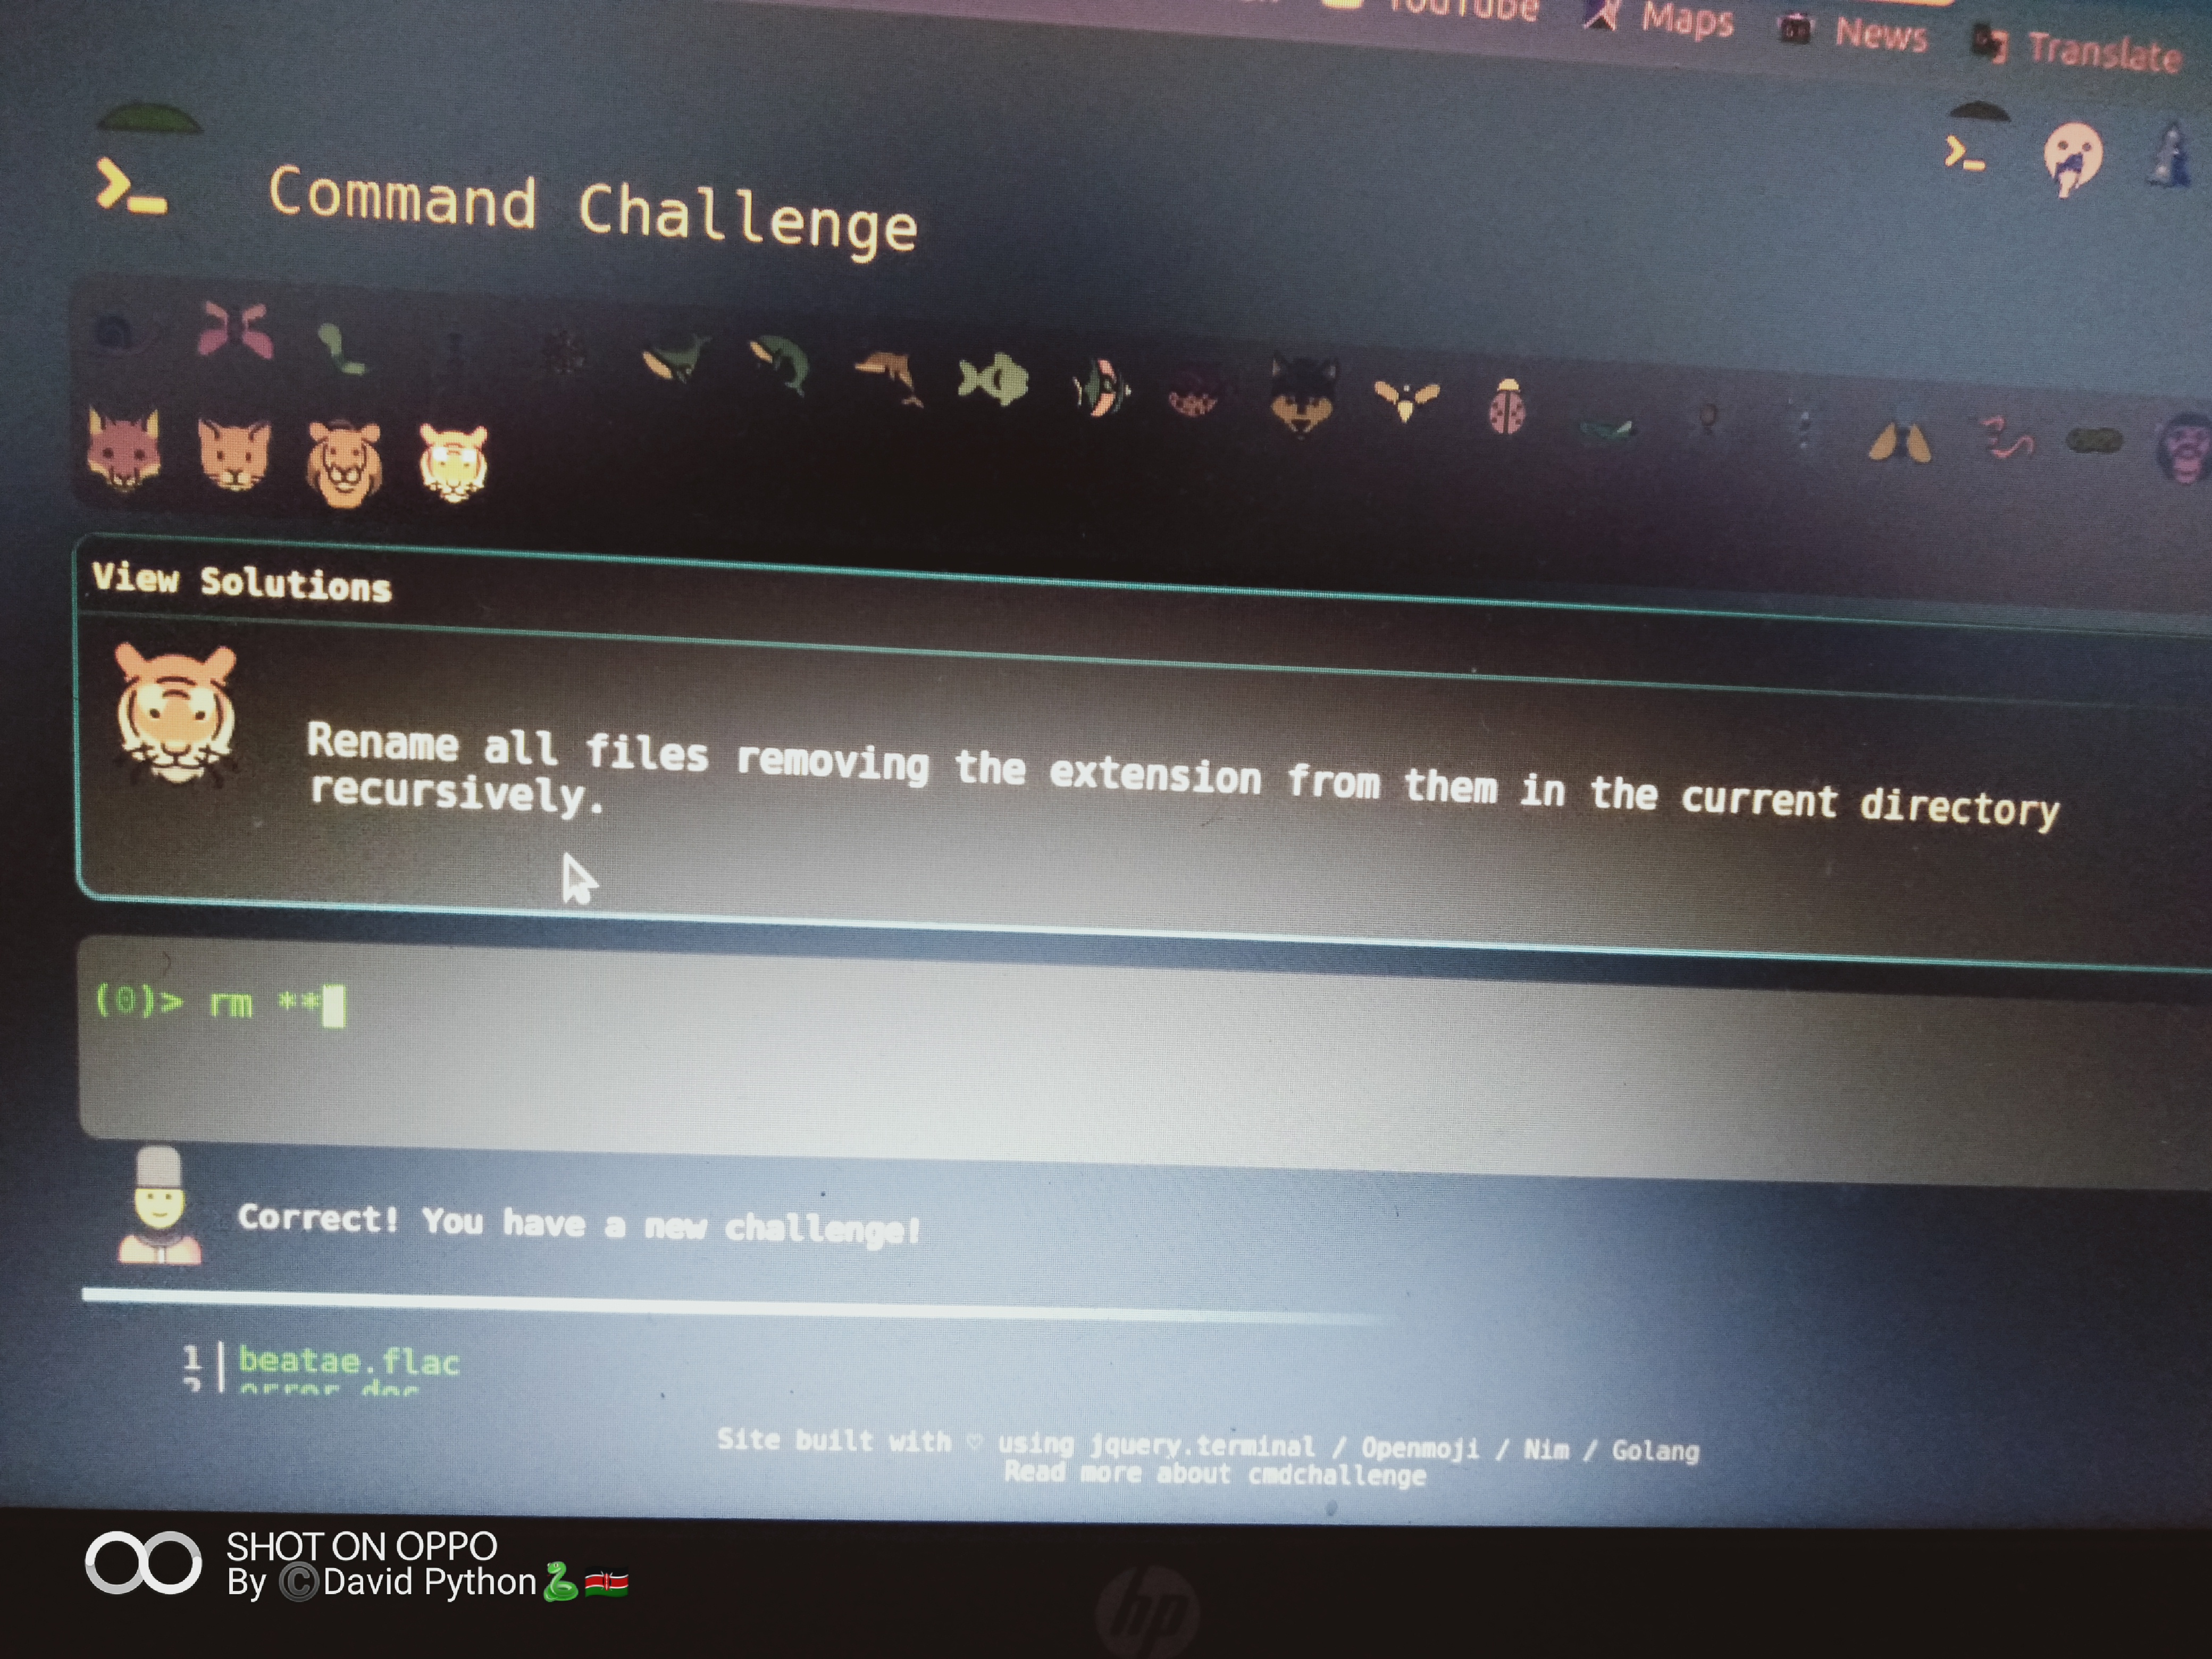 YouTube Maps News Translate
>_ Command Challenge
View Solutions
Rename all files removing the extension from them in the current directory
recursively.
(0)> rm **
Correct! You have a new challenge!
1 beatae.flac
Site built with ♡ using jquery.terminal / Openmoji / Nim / Golang
Read more about cmdchallenge
SHOT ON OPPO
By ©David Python🐍🇰🇪
hp